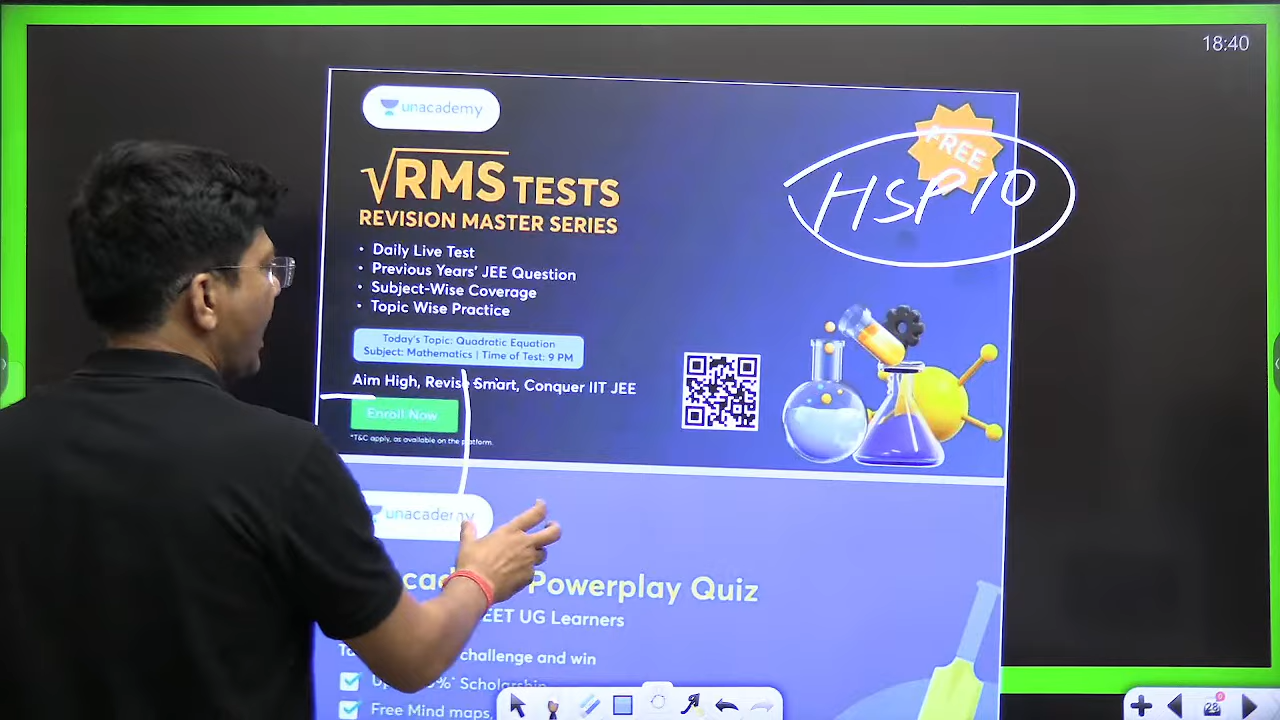 18:40
unacademy
FREE
HSP10
√RMS TESTS
REVISION MASTER SERIES
• Daily Live Test
• Previous Years' JEE Question
• Subject-Wise Coverage
• Topic Wise Practice
Today's Topic: Quadratic Equation
Subject: Mathematics | Time of Test: 9 PM
Aim High, Revise Smart, Conquer IIT JEE
Enroll Now
*T&C apply, as available on the platform.
unacademy
Powerplay Quiz
UG Learners
challenge and win
Scholarship
Free Mind maps,
28